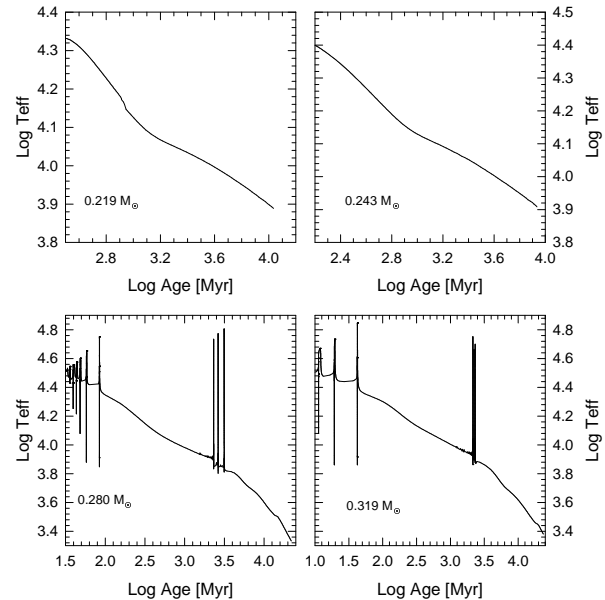 4.4
4.3
4.2
4.1
4.0
3.9
3.8
Log Teff
0.219 M⊙
2.8 3.2 3.6 4.0
Log Age [Myr]
4.5
4.4
4.3
4.2
4.1
4.0
3.9
3.8
Log Teff
0.243 M⊙
2.4 2.8 3.2 3.6 4.0
Log Age [Myr]
4.8
4.6
4.4
4.2
4.0
3.8
3.6
3.4
Log Teff
0.280 M⊙
1.5 2.0 2.5 3.0 3.5 4.0
Log Age [Myr]
4.8
4.6
4.4
4.2
4.0
3.8
3.6
3.4
Log Teff
0.319 M⊙
1.0 1.5 2.0 2.5 3.0 3.5 4.0
Log Age [Myr]